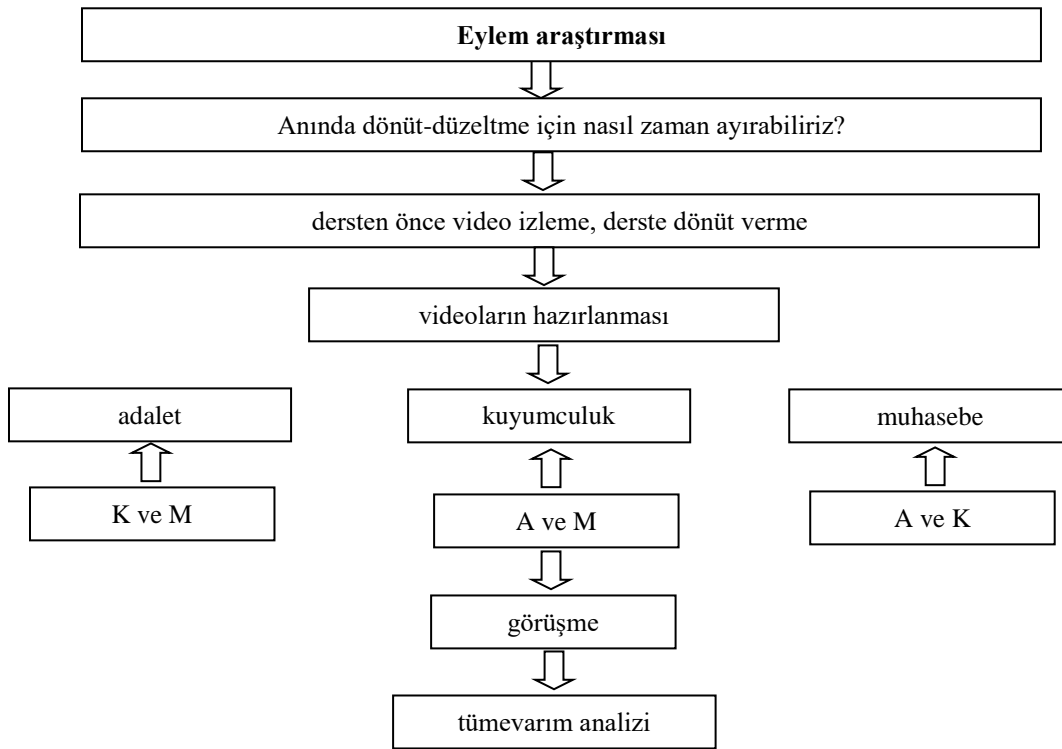 Eylem araştırması
Anında dönüt-düzeltme için nasıl zaman ayırabiliriz?
dersten önce video izleme, derste dönüt verme
videoların hazırlanması
adalet
kuyumculuk
muhasebe
K ve M
A ve M
A ve K
görüşme
tümevarım analizi